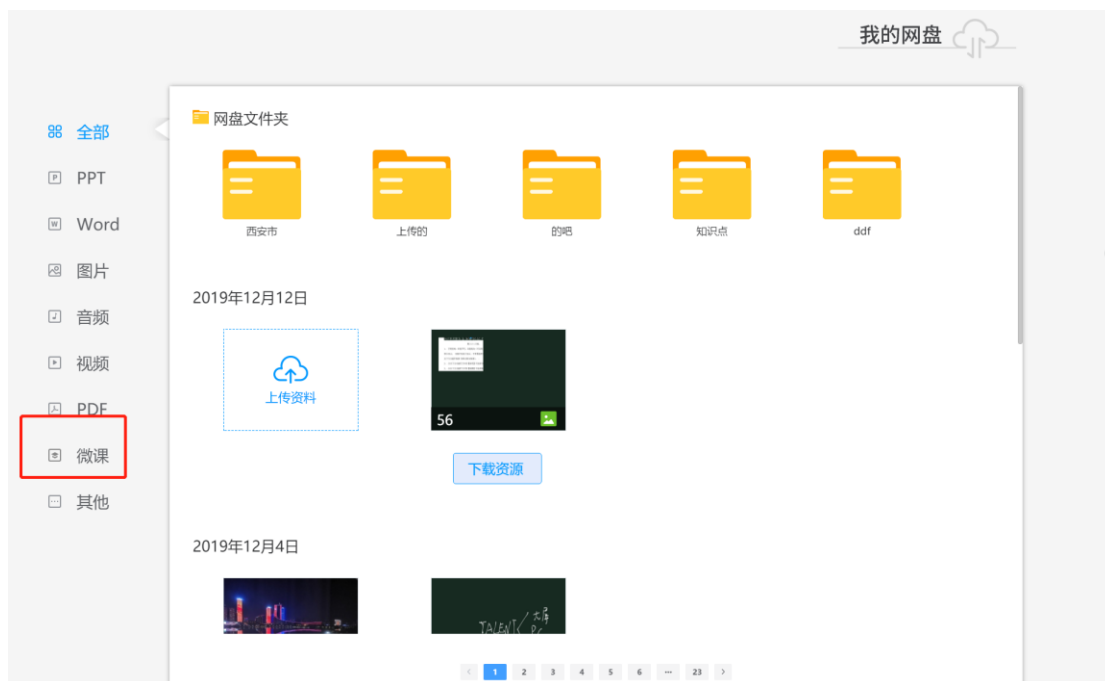 我的网盘
全部
PPT
Word
图片
音频
视频
PDF
微课
其他
网盘文件夹
西安市 上传的 的吧 知识点 ddf
2019年12月12日
上传资料
56
下载资源
2019年12月4日
TALENT
1 2 3 4 5 6 ··· 23